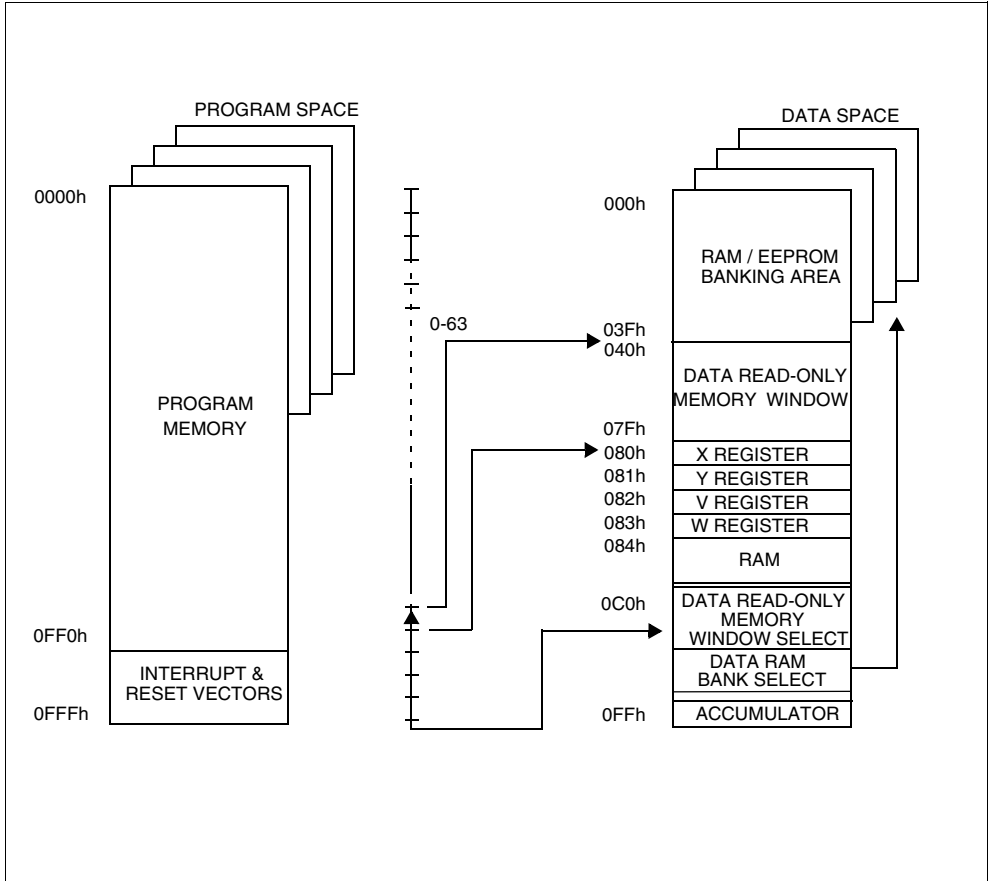 PROGRAM SPACE
0000h
PROGRAM
MEMORY
0FF0h
INTERRUPT &
RESET VECTORS
0FFFh
0-63
DATA SPACE
000h
RAM / EEPROM
BANKING AREA
03Fh
040h
DATA READ-ONLY
MEMORY WINDOW
07Fh
080h
X REGISTER
081h
Y REGISTER
082h
V REGISTER
083h
W REGISTER
084h
RAM
0C0h
DATA READ-ONLY
MEMORY
WINDOW SELECT
DATA RAM
BANK SELECT
0FFh
ACCUMULATOR